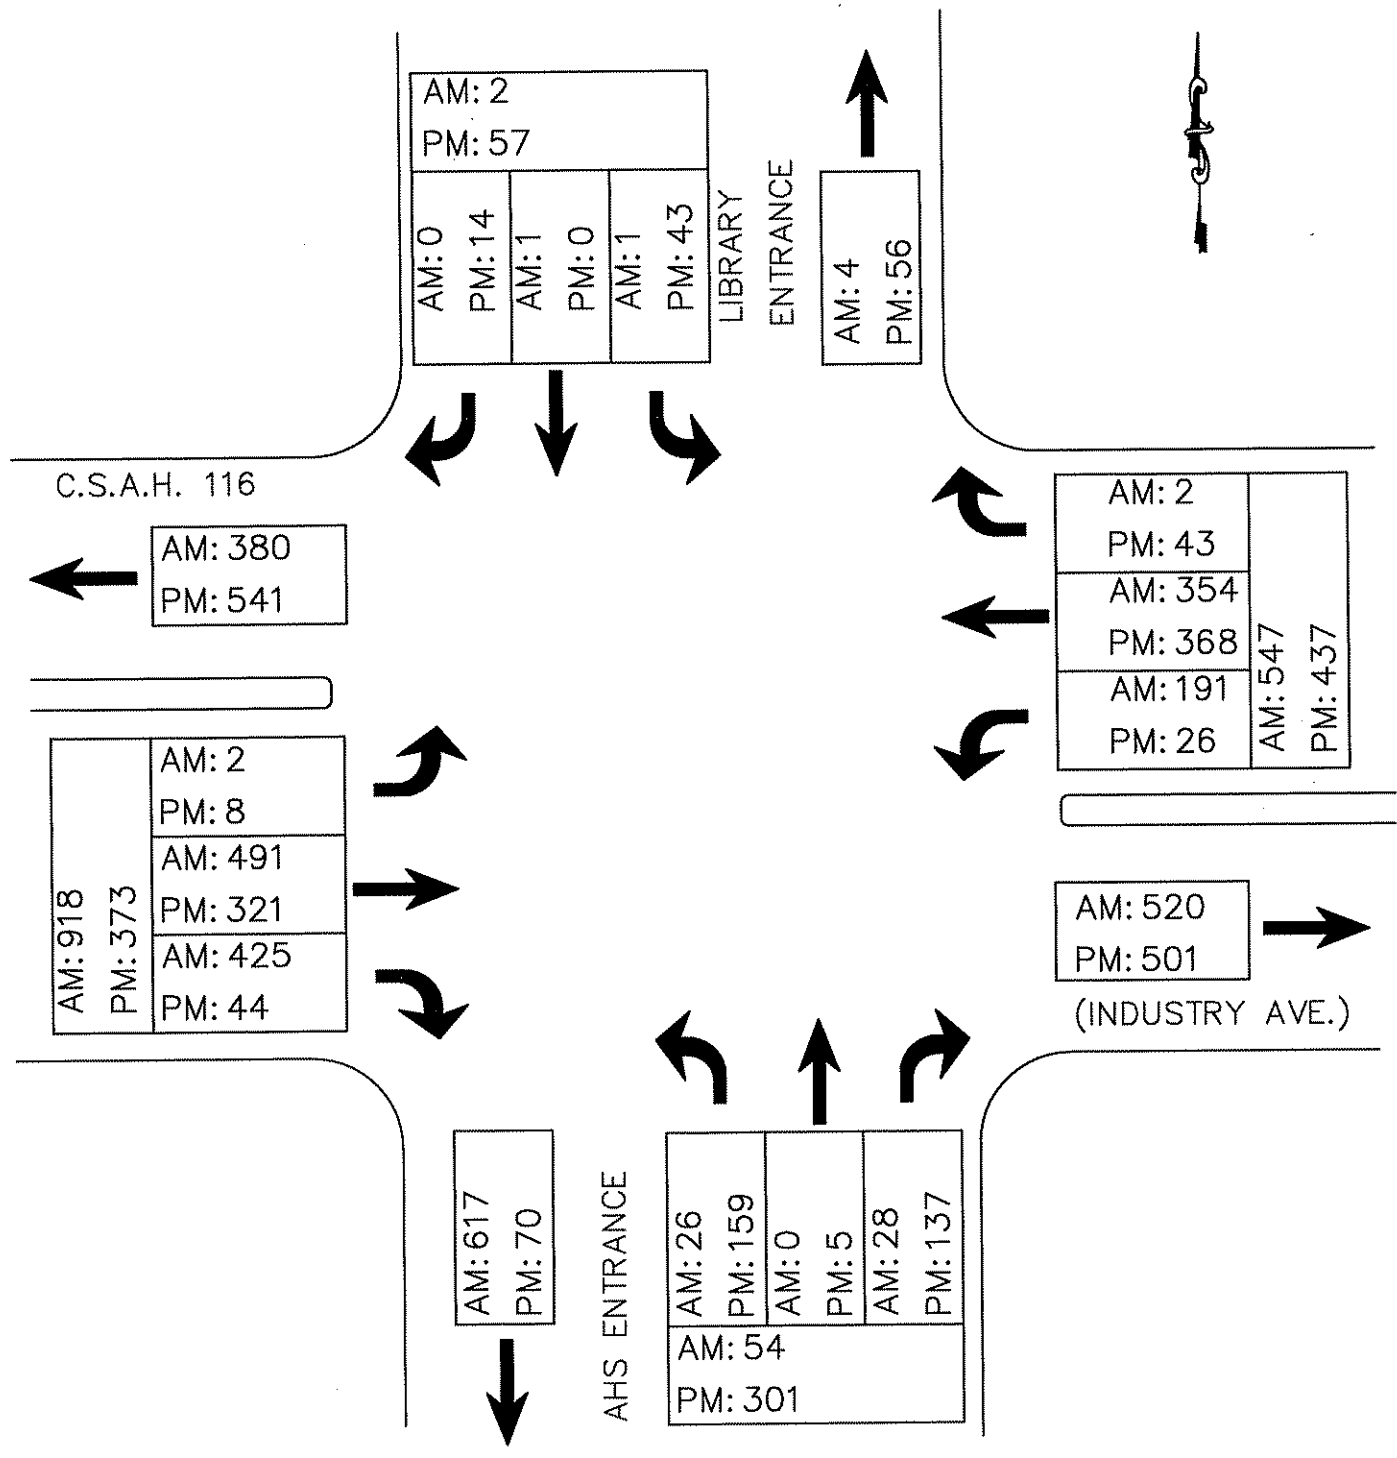 AM: 2
PM: 57
AM: 0
PM: 14
AM: 1
PM: 0
AM: 1
PM: 43
LIBRARY
ENTRANCE
AM: 4
PM: 56
C.S.A.H. 116
AM: 380
PM: 541
AM: 2
PM: 43
AM: 354
PM: 368
AM: 191
PM: 26
AM: 547
PM: 437
AM: 918
PM: 373
AM: 2
PM: 8
AM: 491
PM: 321
AM: 425
PM: 44
AM: 520
PM: 501
(INDUSTRY AVE.)
AM: 617
PM: 70
AHS ENTRANCE
AM: 26
PM: 159
AM: 0
PM: 5
AM: 28
PM: 137
AM: 54
PM: 301